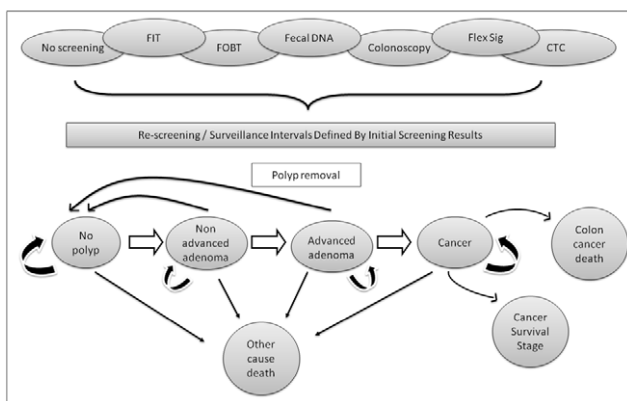 No screening
FIT
FOBT
Fecal DNA
Colonoscopy
Flex Sig
CTC
Re-screening / Surveillance Intervals Defined By Initial Screening Results
Polyp removal
No
polyp
Non
advanced
adenoma
Advanced
adenoma
Cancer
Colon
cancer
death
Other
cause
death
Cancer
Survival
Stage